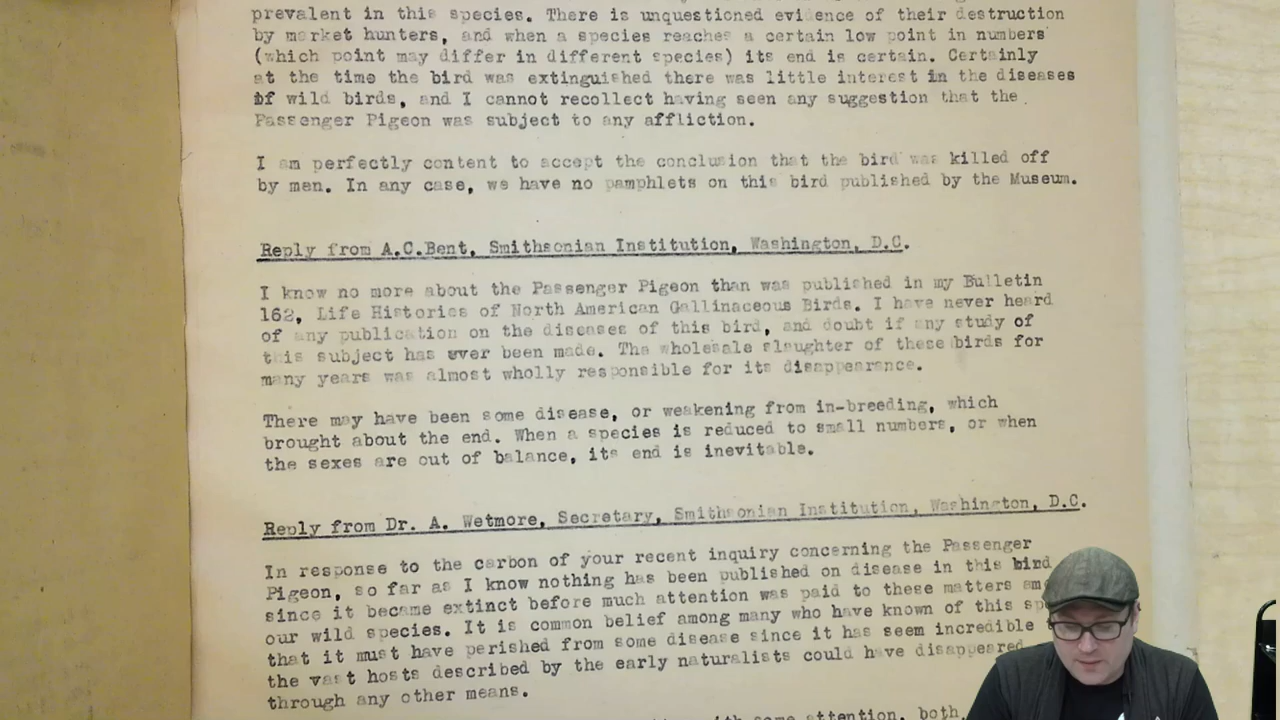 prevalent in this species. There is unquestioned evidence of their destruction
by market hunters, and when a species reaches a certain low point in numbers
(which point may differ in different species) its end is certain. Certainly
at the time the bird was extinguished there was little interest in the diseases
of wild birds, and I cannot recollect having seen any suggestion that the
Passenger Pigeon was subject to any affliction.
I am perfectly content to accept the conclusion that the bird was killed off
by man. In any case, we have no pamphlets on this bird published by the Museum.
Reply from A.C.Bent, Smithsonian Institution, Washington, D.C.
I know no more about the Passenger Pigeon than was published in my Bulletin
162, Life Histories of North American Gallinaceous Birds. I have never heard
of any publication on the diseases of this bird, and doubt if any study of
this subject has ever been made. The wholesale slaughter of these birds for
many years was almost wholly responsible for its disappearance.
There may have been some disease, or weakening from in-breeding, which
brought about the end. When a species is reduced to small numbers, or when
the sexes are out of balance, its end is inevitable.
Reply from Dr. A. Wetmore, Secretary, Smithsonian Institution, Washington, D.C.
In response to the carbon of your recent inquiry concerning the Passenger
Pigeon, so far as I know nothing has been published on disease in this bird
since it became extinct before much attention was paid to these matters
our wild species. It is common belief among many who have known of this
that it must have perished from some disease since it has seem incredible
the vast hosts described by the early naturalists could have disappeared
through any other means.
with some attention, both